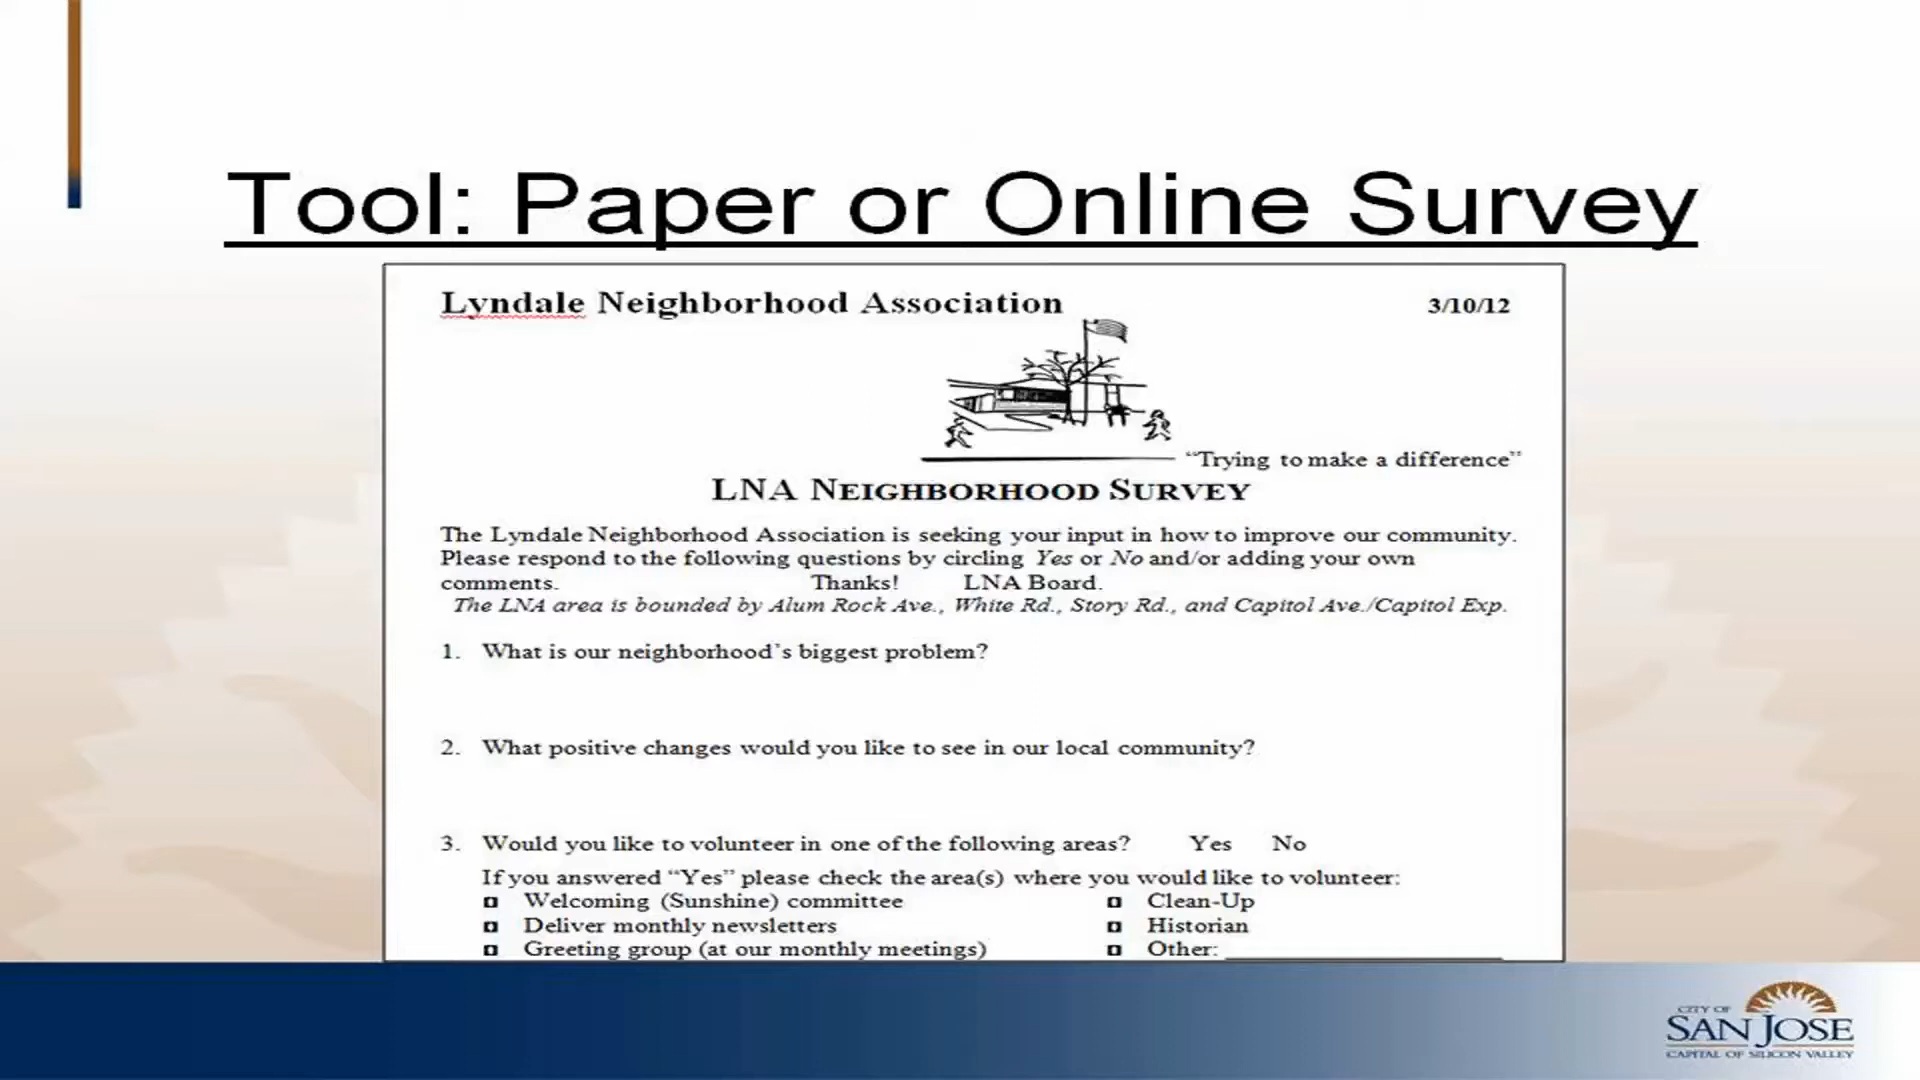 Tool: Paper or Online Survey
Lyndale Neighborhood Association 3/10/12
"Trying to make a difference"
LNA NEIGHBORHOOD SURVEY
The Lyndale Neighborhood Association is seeking your input in how to improve our community.
Please respond to the following questions by circling Yes or No and/or adding your own
comments. Thanks! LNA Board.
The LNA area is bounded by Alum Rock Ave., White Rd., Story Rd., and Capitol Ave./Capitol Exp.
1. What is our neighborhood's biggest problem?
2. What positive changes would you like to see in our local community?
3. Would you like to volunteer in one of the following areas? Yes No
If you answered "Yes" please check the area(s) where you would like to volunteer:
Welcoming (Sunshine) committee Clean-Up
Deliver monthly newsletters Historian
Greeting group (at our monthly meetings) Other:
CITY OF
SAN JOSE
CAPITAL OF SILICON VALLEY